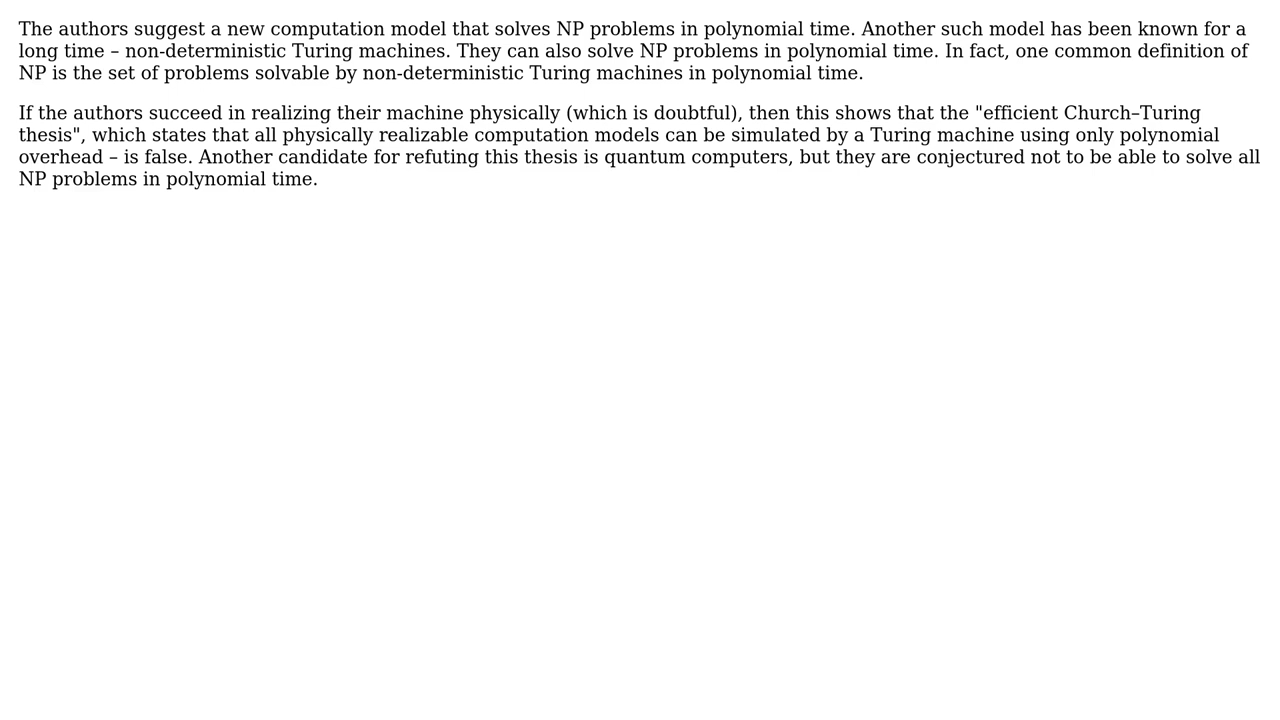 The authors suggest a new computation model that solves NP problems in polynomial time. Another such model has been known for a
long time – non-deterministic Turing machines. They can also solve NP problems in polynomial time. In fact, one common definition of
NP is the set of problems solvable by non-deterministic Turing machines in polynomial time.
If the authors succeed in realizing their machine physically (which is doubtful), then this shows that the "efficient Church–Turing
thesis", which states that all physically realizable computation models can be simulated by a Turing machine using only polynomial
overhead – is false. Another candidate for refuting this thesis is quantum computers, but they are conjectured not to be able to solve all
NP problems in polynomial time.